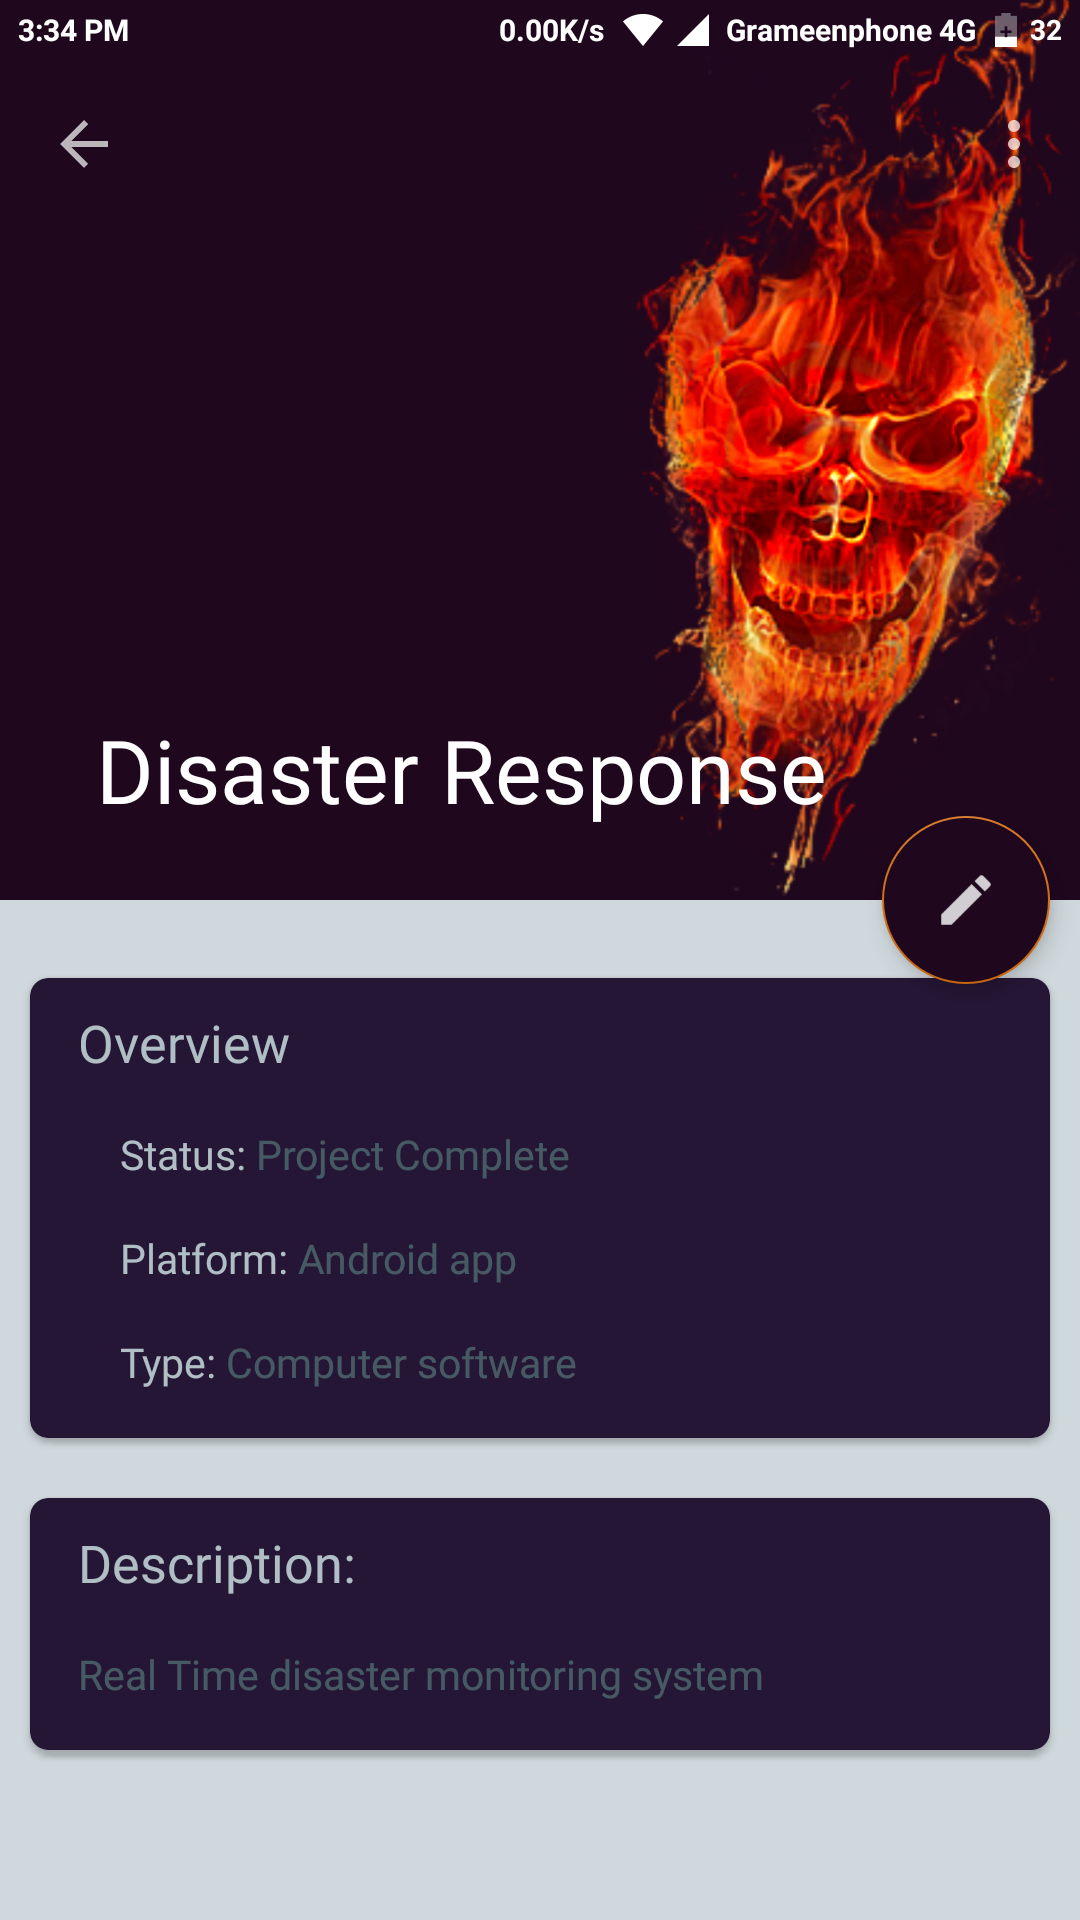 3:34 PM 0.00K/s Grameenphone 4G 32
Disaster Response
Overview
Status: Project Complete
Platform: Android app
Type: Computer software
Description:
Real Time disaster monitoring system